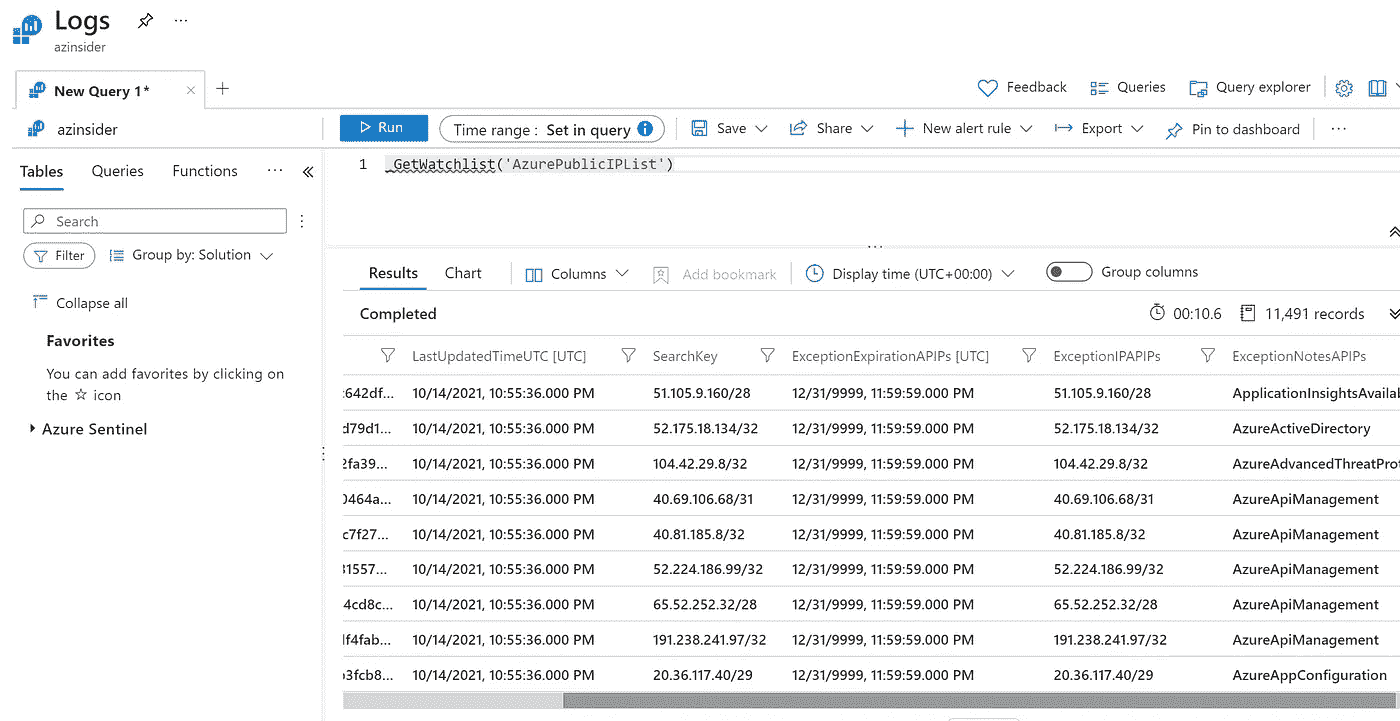 Logs ...
azinsider
New Query 1* × +
Feedback Queries Query explorer
azinsider
Run Time range : Set in query Save Share New alert rule Export Pin to dashboard ...
Tables Queries Functions ... «
1 _GetWatchlist('AzurePublicIPList')
Search
Filter Group by: Solution
Collapse all
Favorites
You can add favorites by clicking on
the ☆ icon
Azure Sentinel
Results Chart Columns Add bookmark Display time (UTC+00:00) Group columns
Completed 00:10.6 11,491 records
LastUpdatedTimeUTC [UTC] SearchKey ExceptionExpirationAPIPs [UTC] ExceptionIPAPIPs ExceptionNotesAPIPs
:642df... 10/14/2021, 10:55:36.000 PM 51.105.9.160/28 12/31/9999, 11:59:59.000 PM 51.105.9.160/28 ApplicationInsightsAvailab
d79d1... 10/14/2021, 10:55:36.000 PM 52.175.18.134/32 12/31/9999, 11:59:59.000 PM 52.175.18.134/32 AzureActiveDirectory
2fa39... 10/14/2021, 10:55:36.000 PM 104.42.29.8/32 12/31/9999, 11:59:59.000 PM 104.42.29.8/32 AzureAdvancedThreatProt
0464a... 10/14/2021, 10:55:36.000 PM 40.69.106.68/31 12/31/9999, 11:59:59.000 PM 40.69.106.68/31 AzureApiManagement
c7f27... 10/14/2021, 10:55:36.000 PM 40.81.185.8/32 12/31/9999, 11:59:59.000 PM 40.81.185.8/32 AzureApiManagement
31557... 10/14/2021, 10:55:36.000 PM 52.224.186.99/32 12/31/9999, 11:59:59.000 PM 52.224.186.99/32 AzureApiManagement
4cd8c... 10/14/2021, 10:55:36.000 PM 65.52.252.32/28 12/31/9999, 11:59:59.000 PM 65.52.252.32/28 AzureApiManagement
lf4fab... 10/14/2021, 10:55:36.000 PM 191.238.241.97/32 12/31/9999, 11:59:59.000 PM 191.238.241.97/32 AzureApiManagement
b3fcb8... 10/14/2021, 10:55:36.000 PM 20.36.117.40/29 12/31/9999, 11:59:59.000 PM 20.36.117.40/29 AzureAppConfiguration